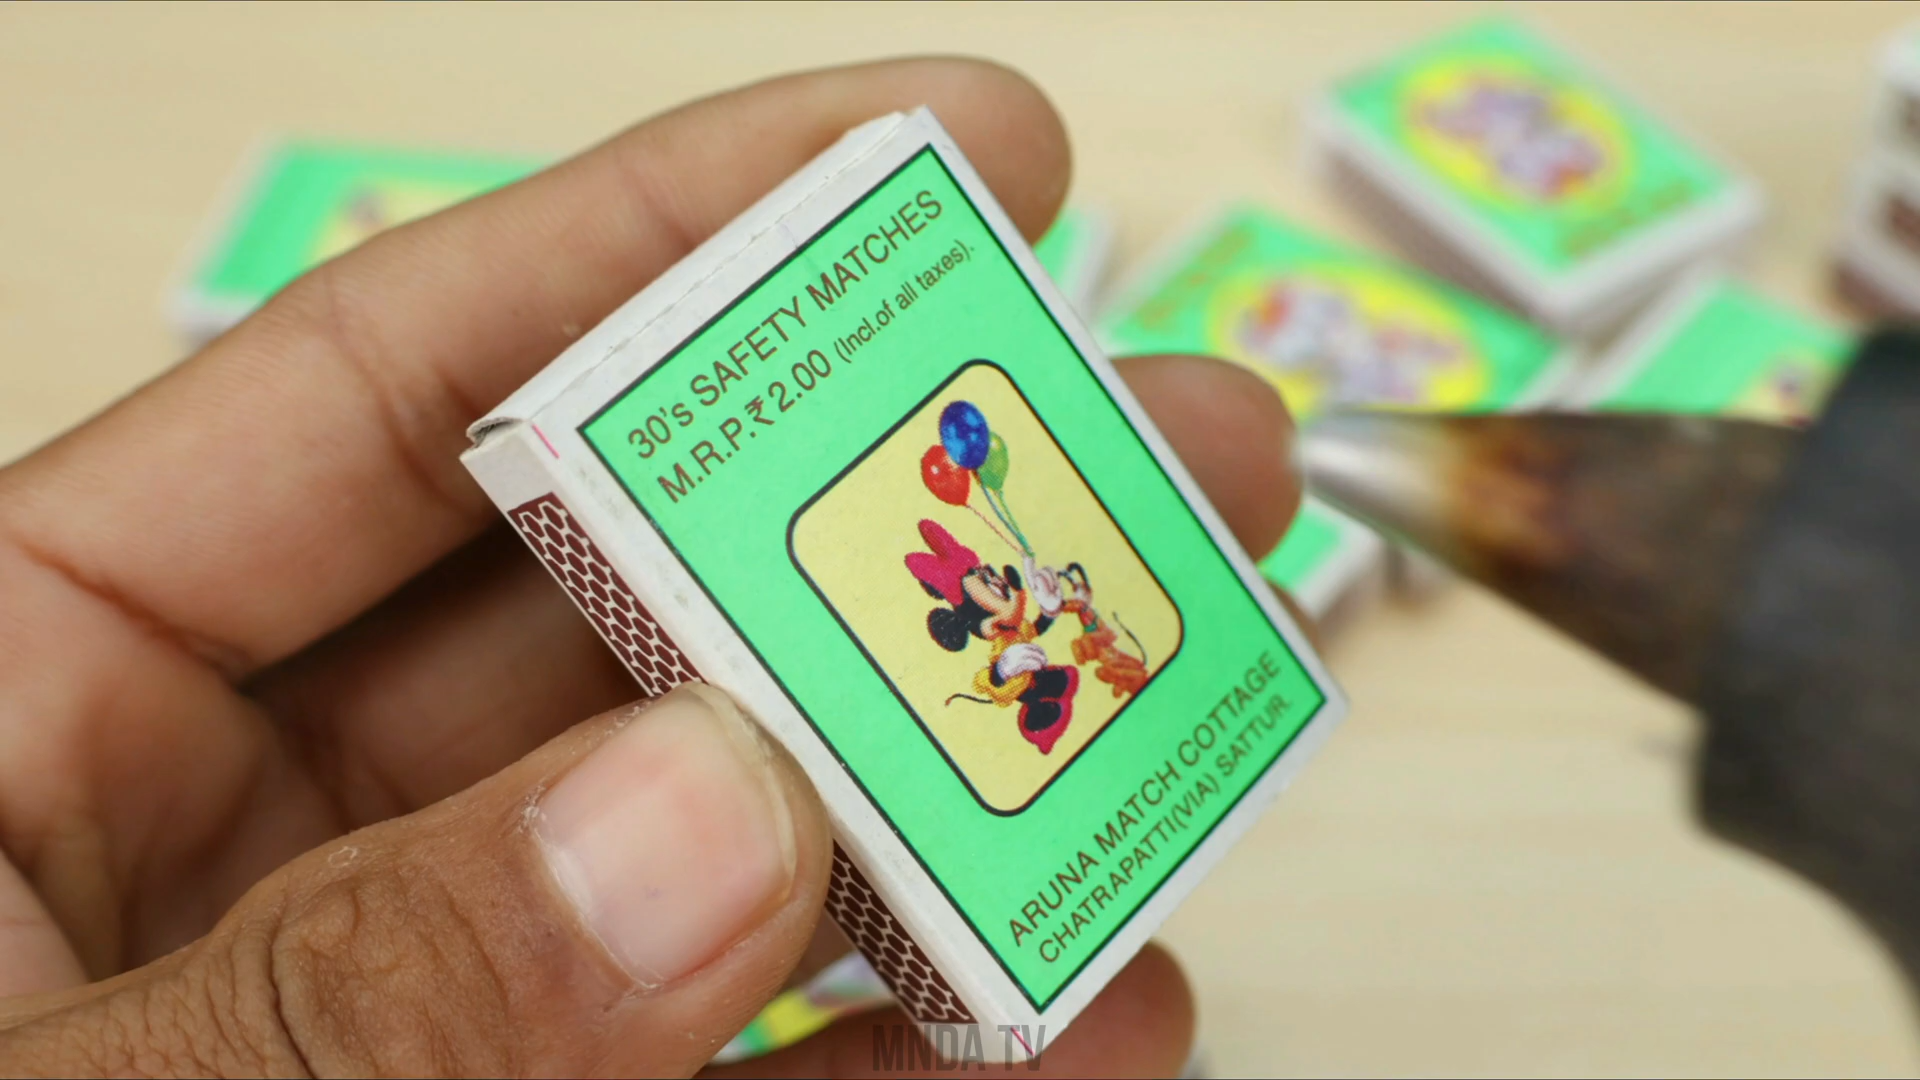 30's SAFETY MATCHES
M.R.P.₹ 2.00 (Incl.of all taxes).
ARUNA MATCH COTTAGE
CHATRAPATTI(VIA) SATTUR.
MNDA TV